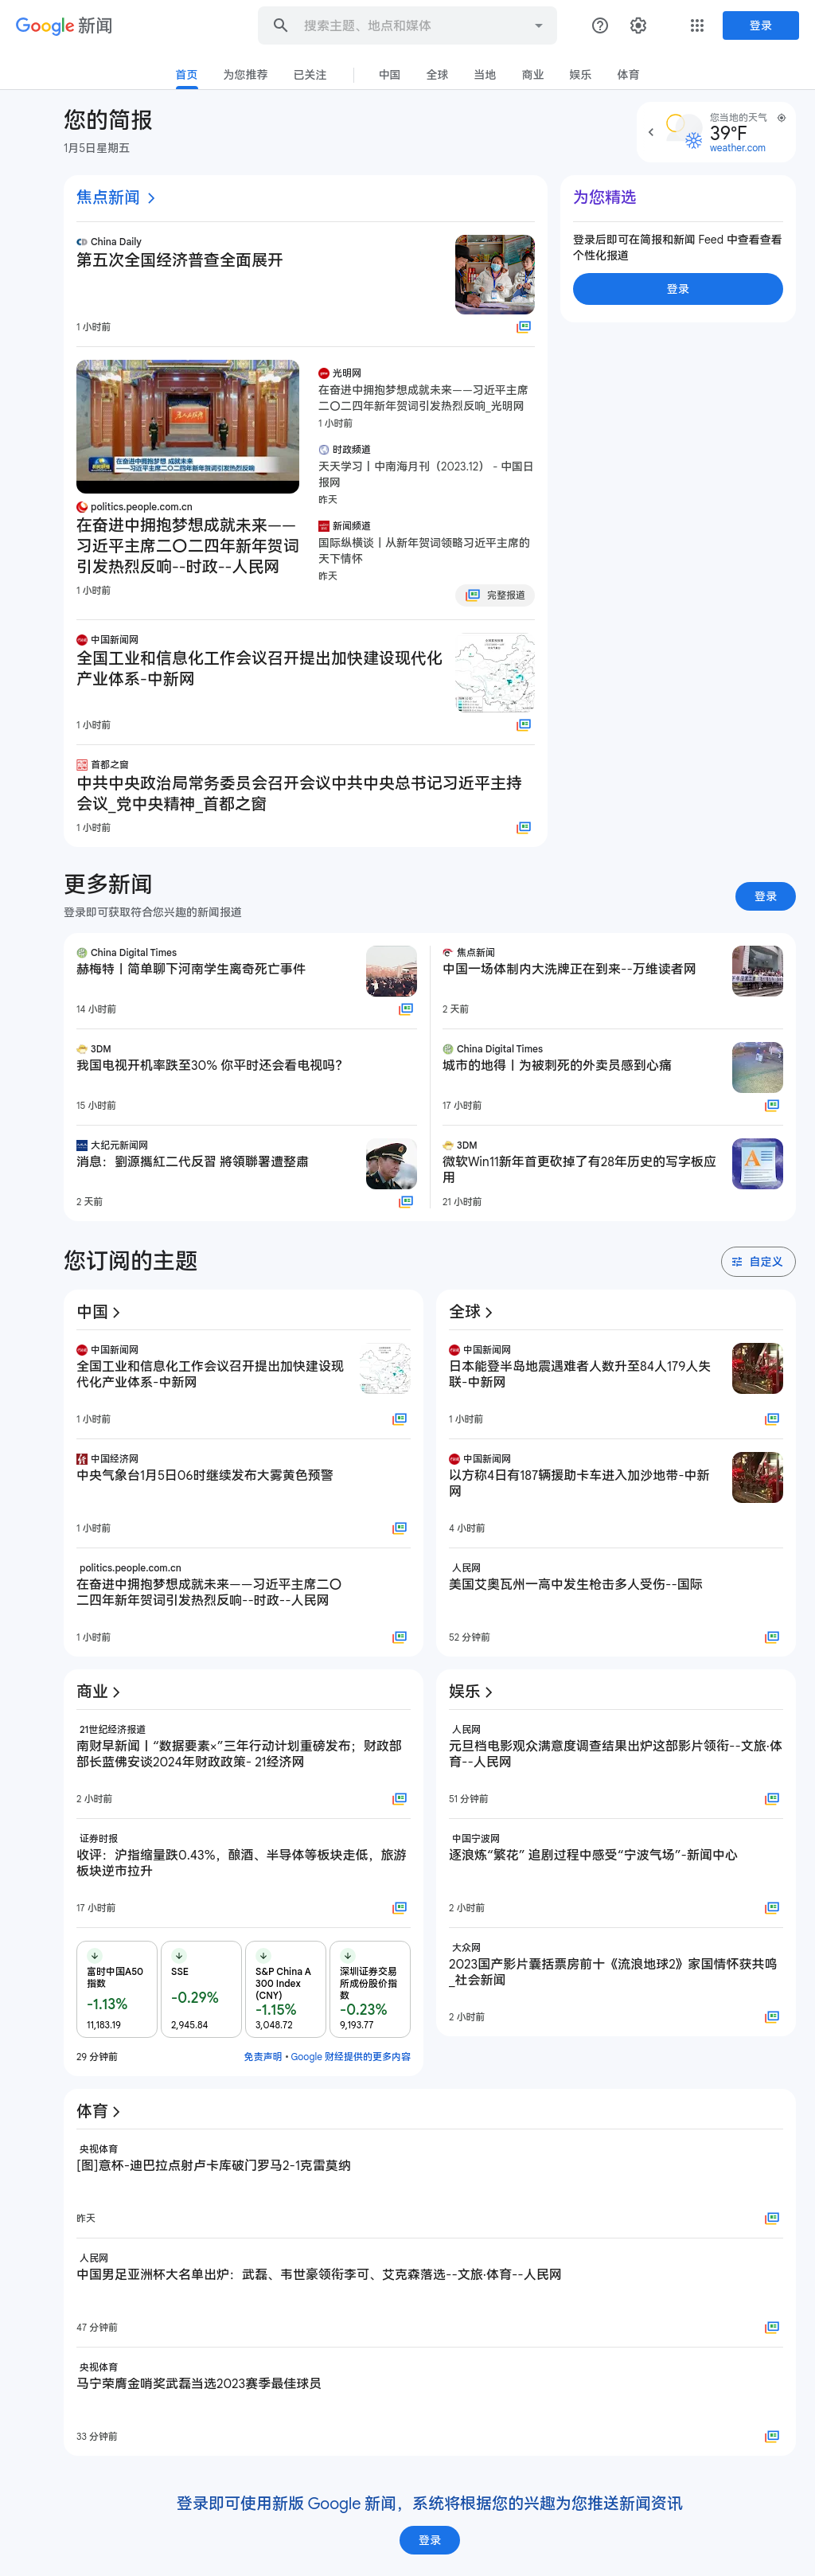 Google 新闻
搜索主题、地点和媒体
登录
首页
为您推荐
已关注
中国
全球
当地
商业
娱乐
体育
您的简报
1月5日星期五
您当地的天气
39°F
weather.com
焦点新闻
China Daily
第五次全国经济普查全面展开
1 小时前
在奋进中拥抱梦想 成就未来
——习近平主席二〇二四年新年贺词引发热烈反响
politics.people.com.cn
在奋进中拥抱梦想成就未来——
习近平主席二〇二四年新年贺词
引发热烈反响--时政--人民网
1 小时前
光明网
在奋进中拥抱梦想成就未来——习近平主席
二〇二四年新年贺词引发热烈反响_光明网
1 小时前
时政频道
天天学习丨中南海月刊（2023.12） - 中国日
报网
昨天
新闻频道
国际纵横谈丨从新年贺词领略习近平主席的
天下情怀
昨天
完整报道
中国新闻网
全国工业和信息化工作会议召开提出加快建设现代化
产业体系-中新网
1 小时前
首都之窗
中共中央政治局常务委员会召开会议中共中央总书记习近平主持
会议_党中央精神_首都之窗
1 小时前
为您精选
登录后即可在简报和新闻 Feed 中查看查看
个性化报道
登录
更多新闻
登录即可获取符合您兴趣的新闻报道
登录
China Digital Times
赫梅特丨简单聊下河南学生离奇死亡事件
14 小时前
3DM
我国电视开机率跌至30% 你平时还会看电视吗？
15 小时前
大纪元新闻网
消息：劉源攜紅二代反習 將領聯署遭整肅
2 天前
焦点新闻
中国一场体制内大洗牌正在到来--万维读者网
2 天前
China Digital Times
城市的地得丨为被刺死的外卖员感到心痛
17 小时前
3DM
微软Win11新年首更砍掉了有28年历史的写字板应
用
21 小时前
您订阅的主题
自定义
中国
中国新闻网
全国工业和信息化工作会议召开提出加快建设现
代化产业体系-中新网
1 小时前
中国经济网
中央气象台1月5日06时继续发布大雾黄色预警
1 小时前
politics.people.com.cn
在奋进中拥抱梦想成就未来——习近平主席二〇
二四年新年贺词引发热烈反响--时政--人民网
1 小时前
全球
中国新闻网
日本能登半岛地震遇难者人数升至84人179人失
联-中新网
1 小时前
中国新闻网
以方称4日有187辆援助卡车进入加沙地带-中新
网
4 小时前
人民网
美国艾奥瓦州一高中发生枪击多人受伤--国际
52 分钟前
商业
21世纪经济报道
南财早新闻丨“数据要素×”三年行动计划重磅发布；财政部
部长蓝佛安谈2024年财政政策- 21经济网
2 小时前
证券时报
收评：沪指缩量跌0.43%，酿酒、半导体等板块走低，旅游
板块逆市拉升
17 小时前
富时中国A50
指数
-1.13%
11,183.19
SSE
-0.29%
2,945.84
S&P China A
300 Index
(CNY)
-1.15%
3,048.72
深圳证券交易
所成份股价指
数
-0.23%
9,193.77
29 分钟前
免责声明 • Google 财经提供的更多内容
娱乐
人民网
元旦档电影观众满意度调查结果出炉这部影片领衔--文旅·体
育--人民网
51 分钟前
中国宁波网
逐浪炼“繁花” 追剧过程中感受“宁波气场”-新闻中心
2 小时前
大众网
2023国产影片囊括票房前十《流浪地球2》家国情怀获共鸣
_社会新闻
2 小时前
体育
央视体育
[图]意杯-迪巴拉点射卢卡库破门罗马2-1克雷莫纳
昨天
人民网
中国男足亚洲杯大名单出炉：武磊、韦世豪领衔李可、艾克森落选--文旅·体育--人民网
47 分钟前
央视体育
马宁荣膺金哨奖武磊当选2023赛季最佳球员
33 分钟前
登录即可使用新版 Google 新闻，系统将根据您的兴趣为您推送新闻资讯
登录